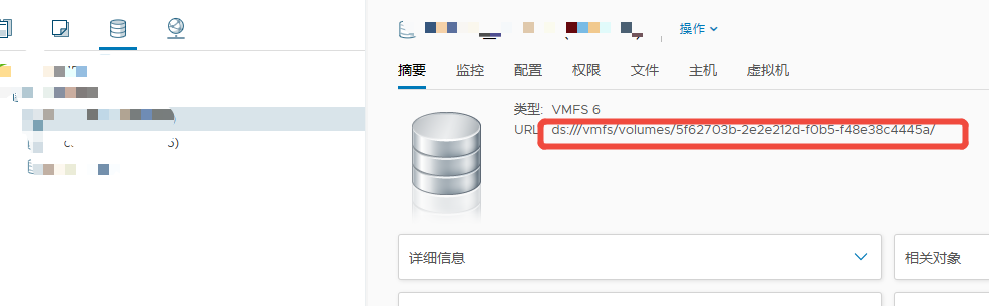 操作
摘要 监控 配置 权限 文件 主机 虚拟机
类型: VMFS 6
URL ds:///vmfs/volumes/5f62703b-2e2e212d-f0b5-f48e38c4445a/
详细信息
相关对象